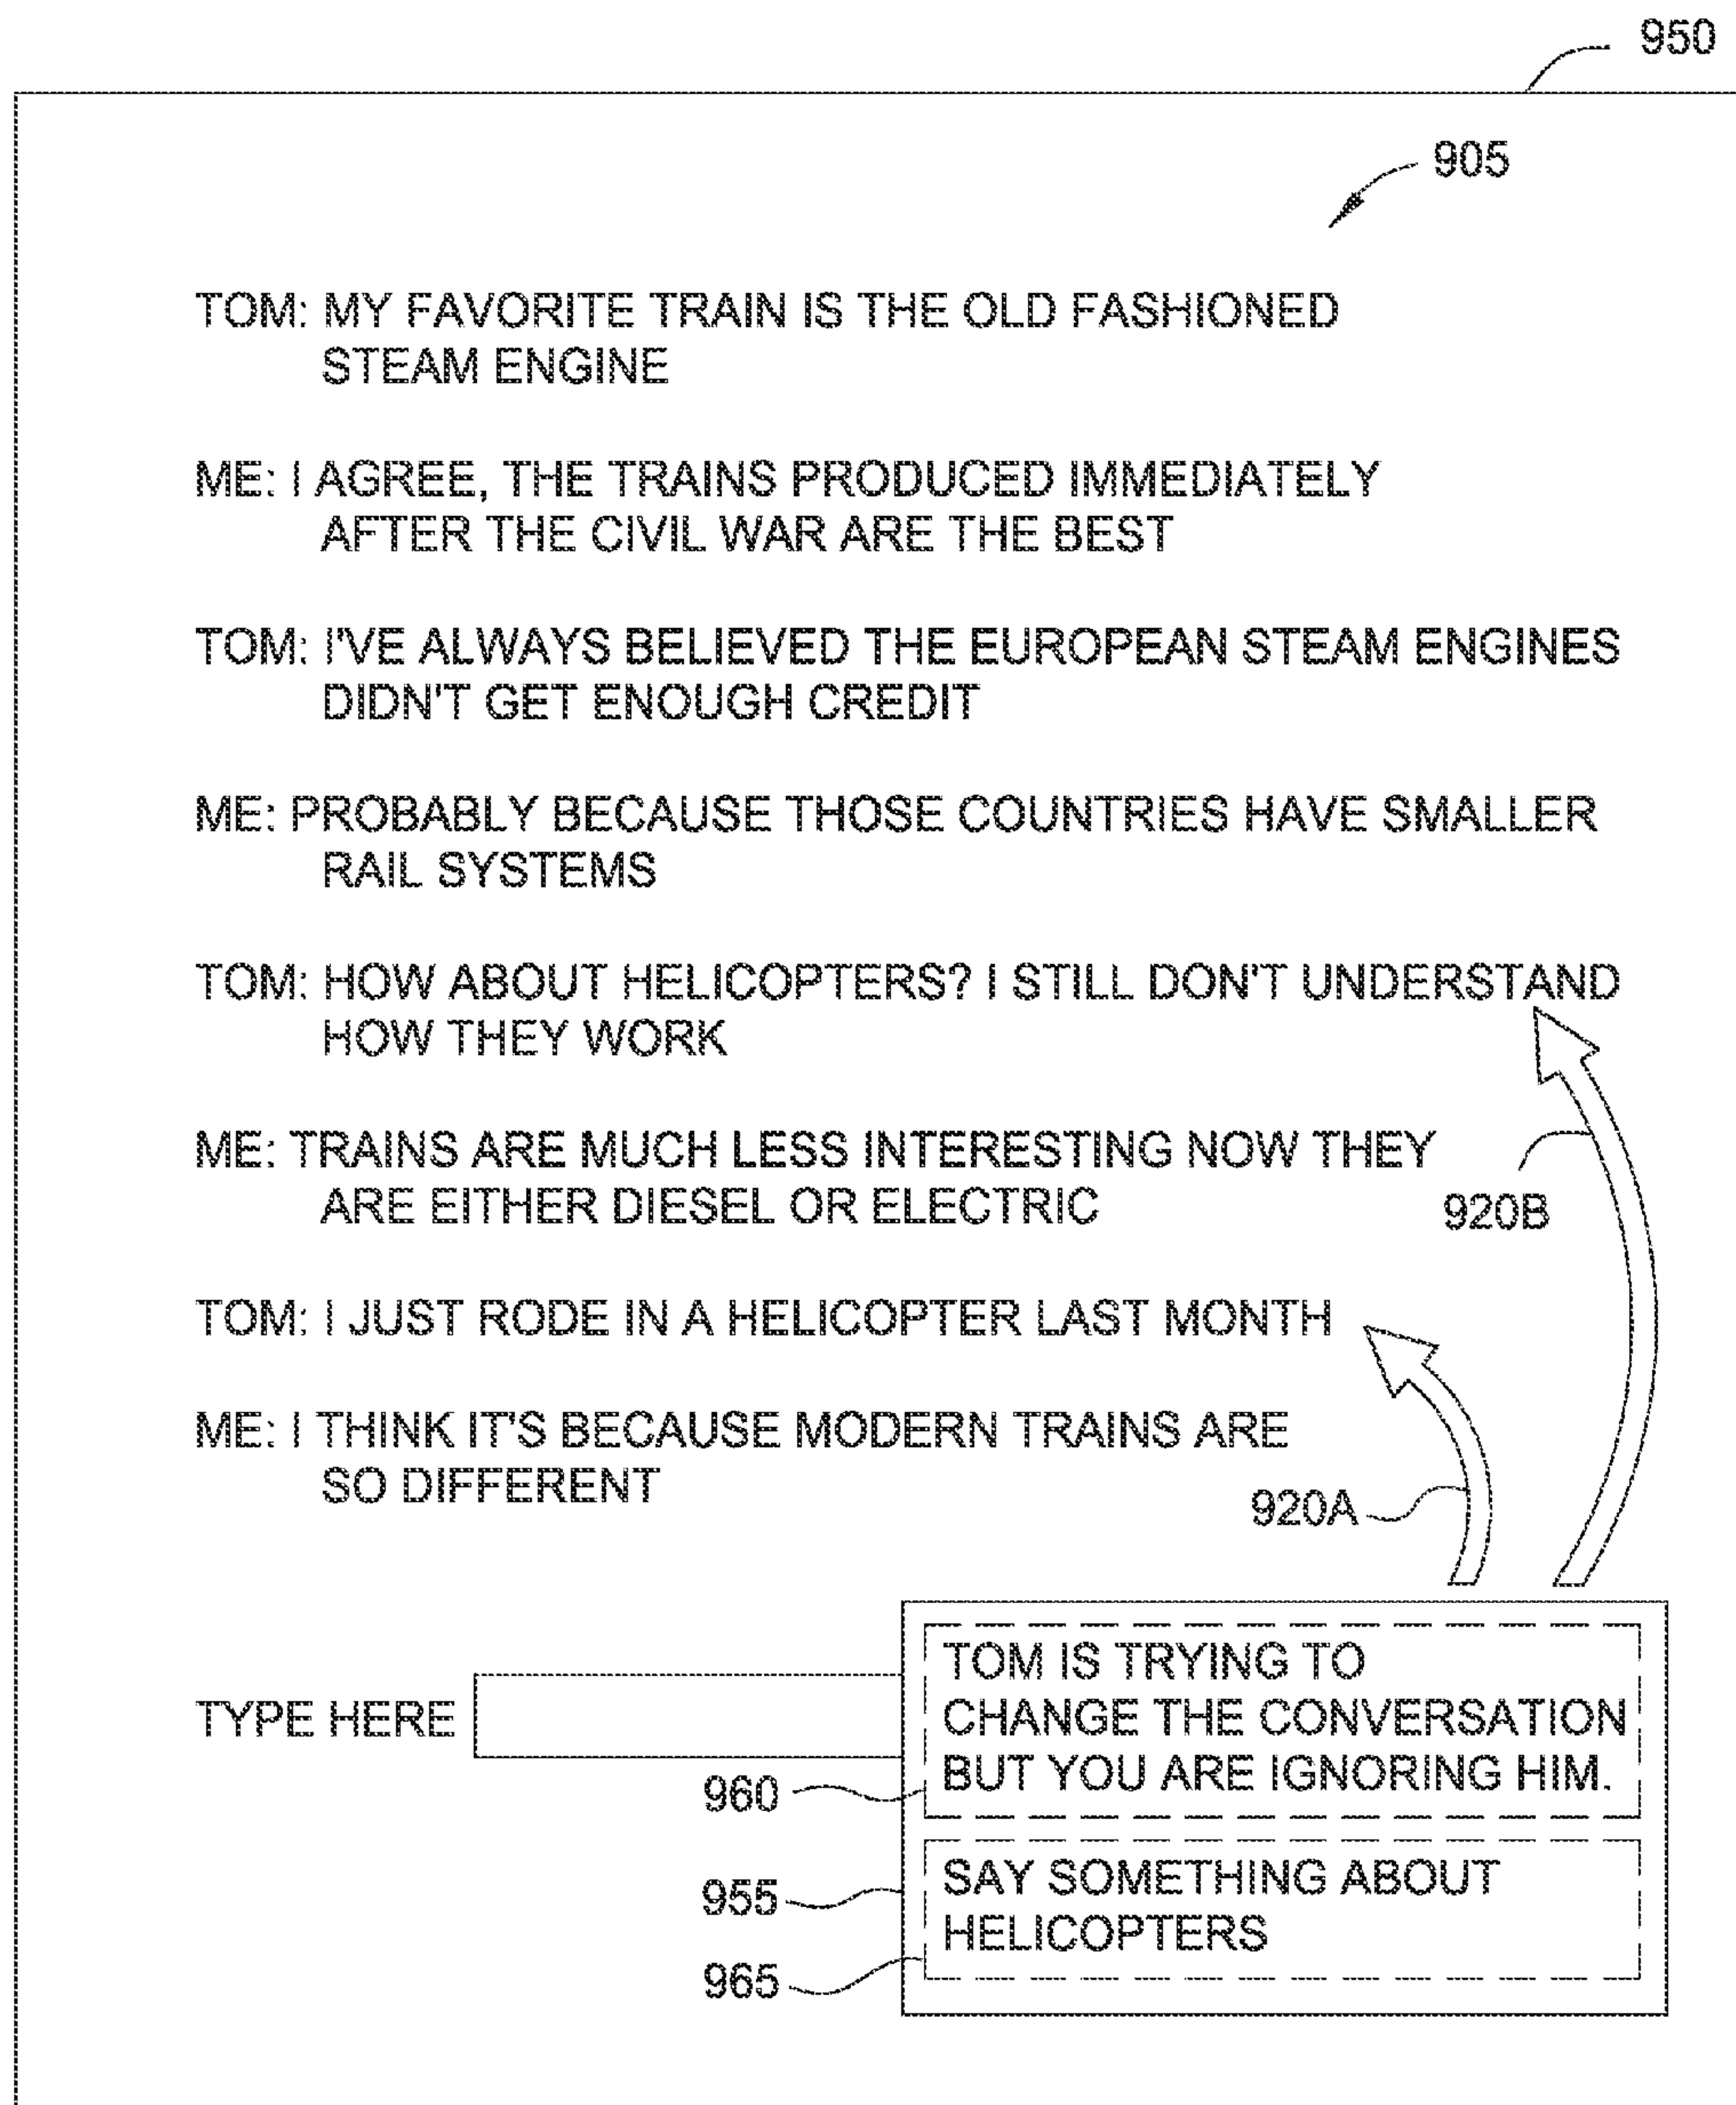 950
905
TOM: MY FAVORITE TRAIN IS THE OLD FASHIONED
STEAM ENGINE
ME: I AGREE, THE TRAINS PRODUCED IMMEDIATELY
AFTER THE CIVIL WAR ARE THE BEST
TOM: I'VE ALWAYS BELIEVED THE EUROPEAN STEAM ENGINES
DIDN'T GET ENOUGH CREDIT
ME: PROBABLY BECAUSE THOSE COUNTRIES HAVE SMALLER
RAIL SYSTEMS
TOM: HOW ABOUT HELICOPTERS? I STILL DON'T UNDERSTAND
HOW THEY WORK
ME: TRAINS ARE MUCH LESS INTERESTING NOW THEY
ARE EITHER DIESEL OR ELECTRIC
920B
TOM: I JUST RODE IN A HELICOPTER LAST MONTH
ME: I THINK IT'S BECAUSE MODERN TRAINS ARE
SO DIFFERENT
920A
TYPE HERE
TOM IS TRYING TO
CHANGE THE CONVERSATION
BUT YOU ARE IGNORING HIM.
960
SAY SOMETHING ABOUT
HELICOPTERS
955
965